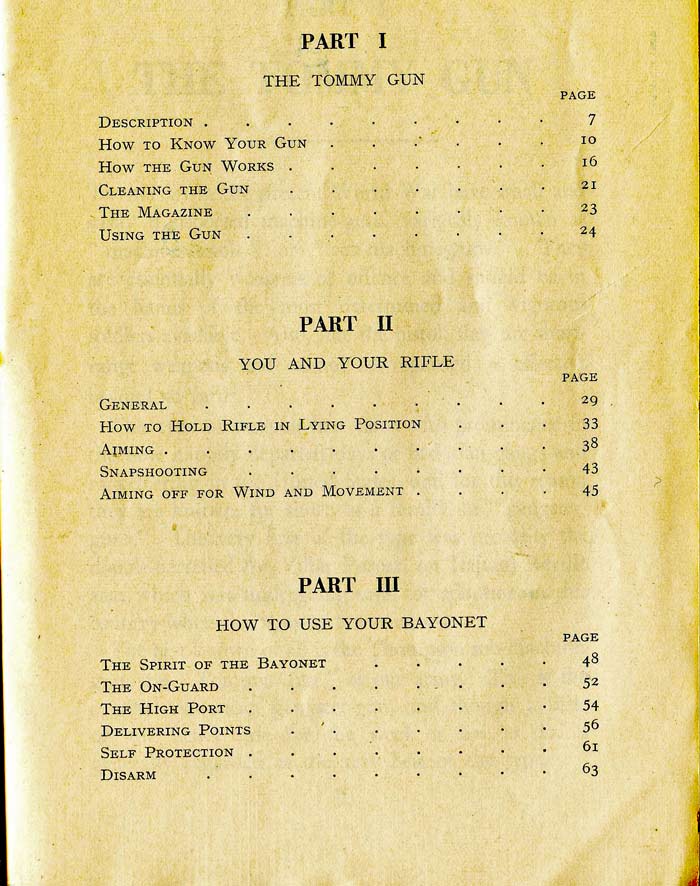 PART I
THE TOMMY GUN
PAGE
DESCRIPTION . . . . . . . . . 7
HOW TO KNOW YOUR GUN . . . . . . 10
HOW THE GUN WORKS . . . . . . . 16
CLEANING THE GUN . . . . . . 21
THE MAGAZINE . . . . . . . . 23
USING THE GUN . . . . . . . . 24
PART II
YOU AND YOUR RIFLE
PAGE
GENERAL . . . . . . . . . 29
HOW TO HOLD RIFLE IN LYING POSITION . . . 33
AIMING . . . . . . . . . . 38
SNAPSHOOTING . . . . . . . . 43
AIMING OFF FOR WIND AND MOVEMENT . . . . 45
PART III
HOW TO USE YOUR BAYONET
PAGE
THE SPIRIT OF THE BAYONET . . . . . 48
THE ON-GUARD . . . . . . . . 52
THE HIGH PORT . . . . . . . . 54
DELIVERING POINTS . . . . . . . 56
SELF PROTECTION . . . . . . . . 61
DISARM . . . . . . . . . 63